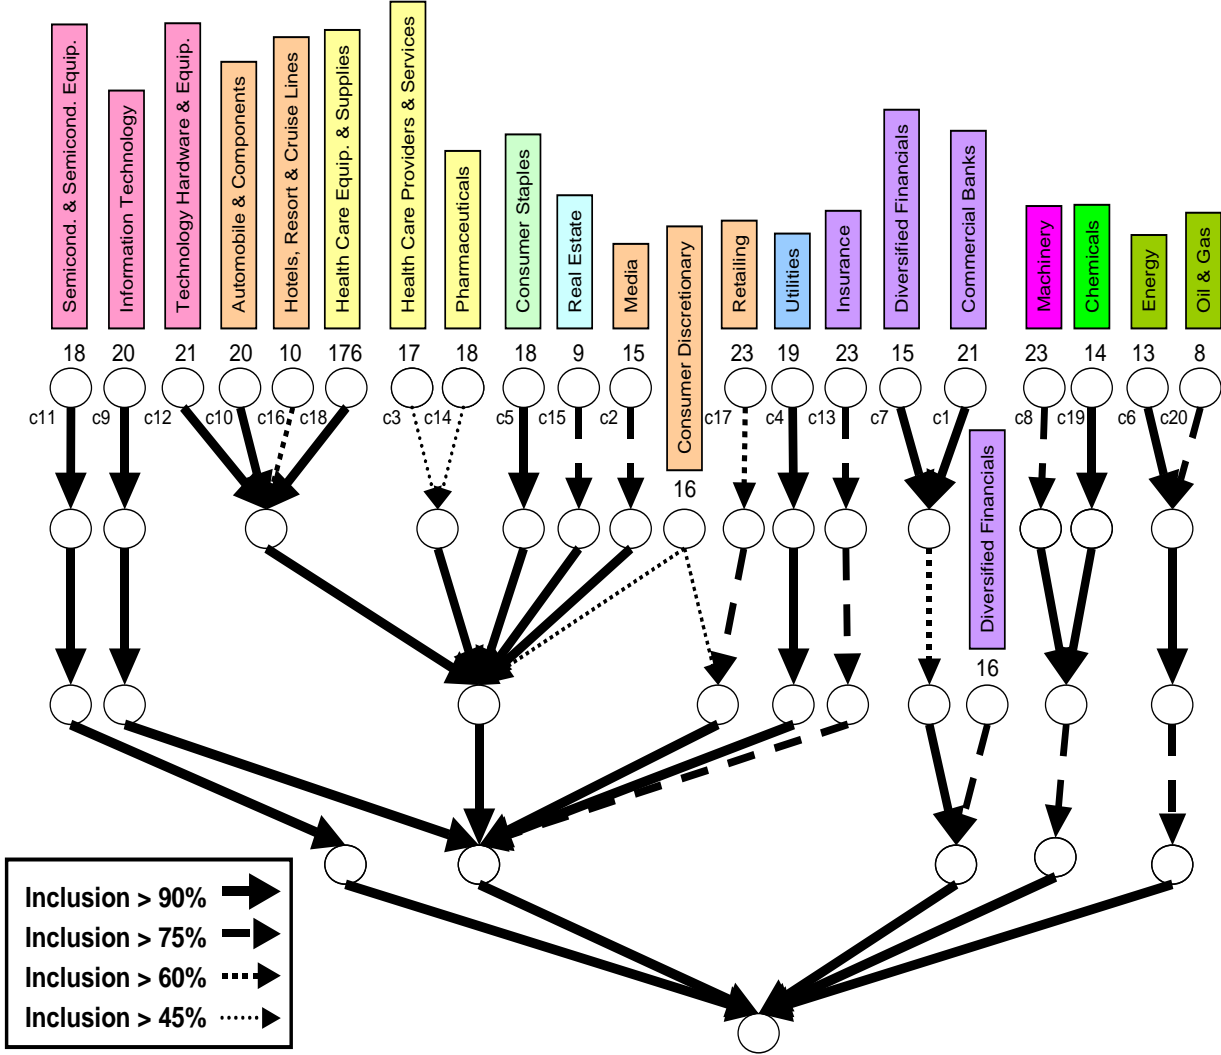 Semicond. & Semicond. Equip.
Information Technology
Technology Hardware & Equip.
Automobile & Components
Hotels, Resort & Cruise Lines
Health Care Equip. & Supplies
Health Care Providers & Services
Pharmaceuticals
Consumer Staples
Real Estate
Media
Consumer Discretionary
Retailing
Utilities
Insurance
Diversified Financials
Commercial Banks
Machinery
Chemicals
Energy
Oil & Gas
18 20 21 20 10 176 17 18 18 9 15 23 19 23 15 21 23 14 13 8
c11 c9 c12 c10 c16 c18 c3 c14 c5 c15 c2 c17 c4 c13 c7 c1 c8 c19 c6 c20
16
Diversified Financials
16
Inclusion > 90%
Inclusion > 75%
Inclusion > 60%
Inclusion > 45%